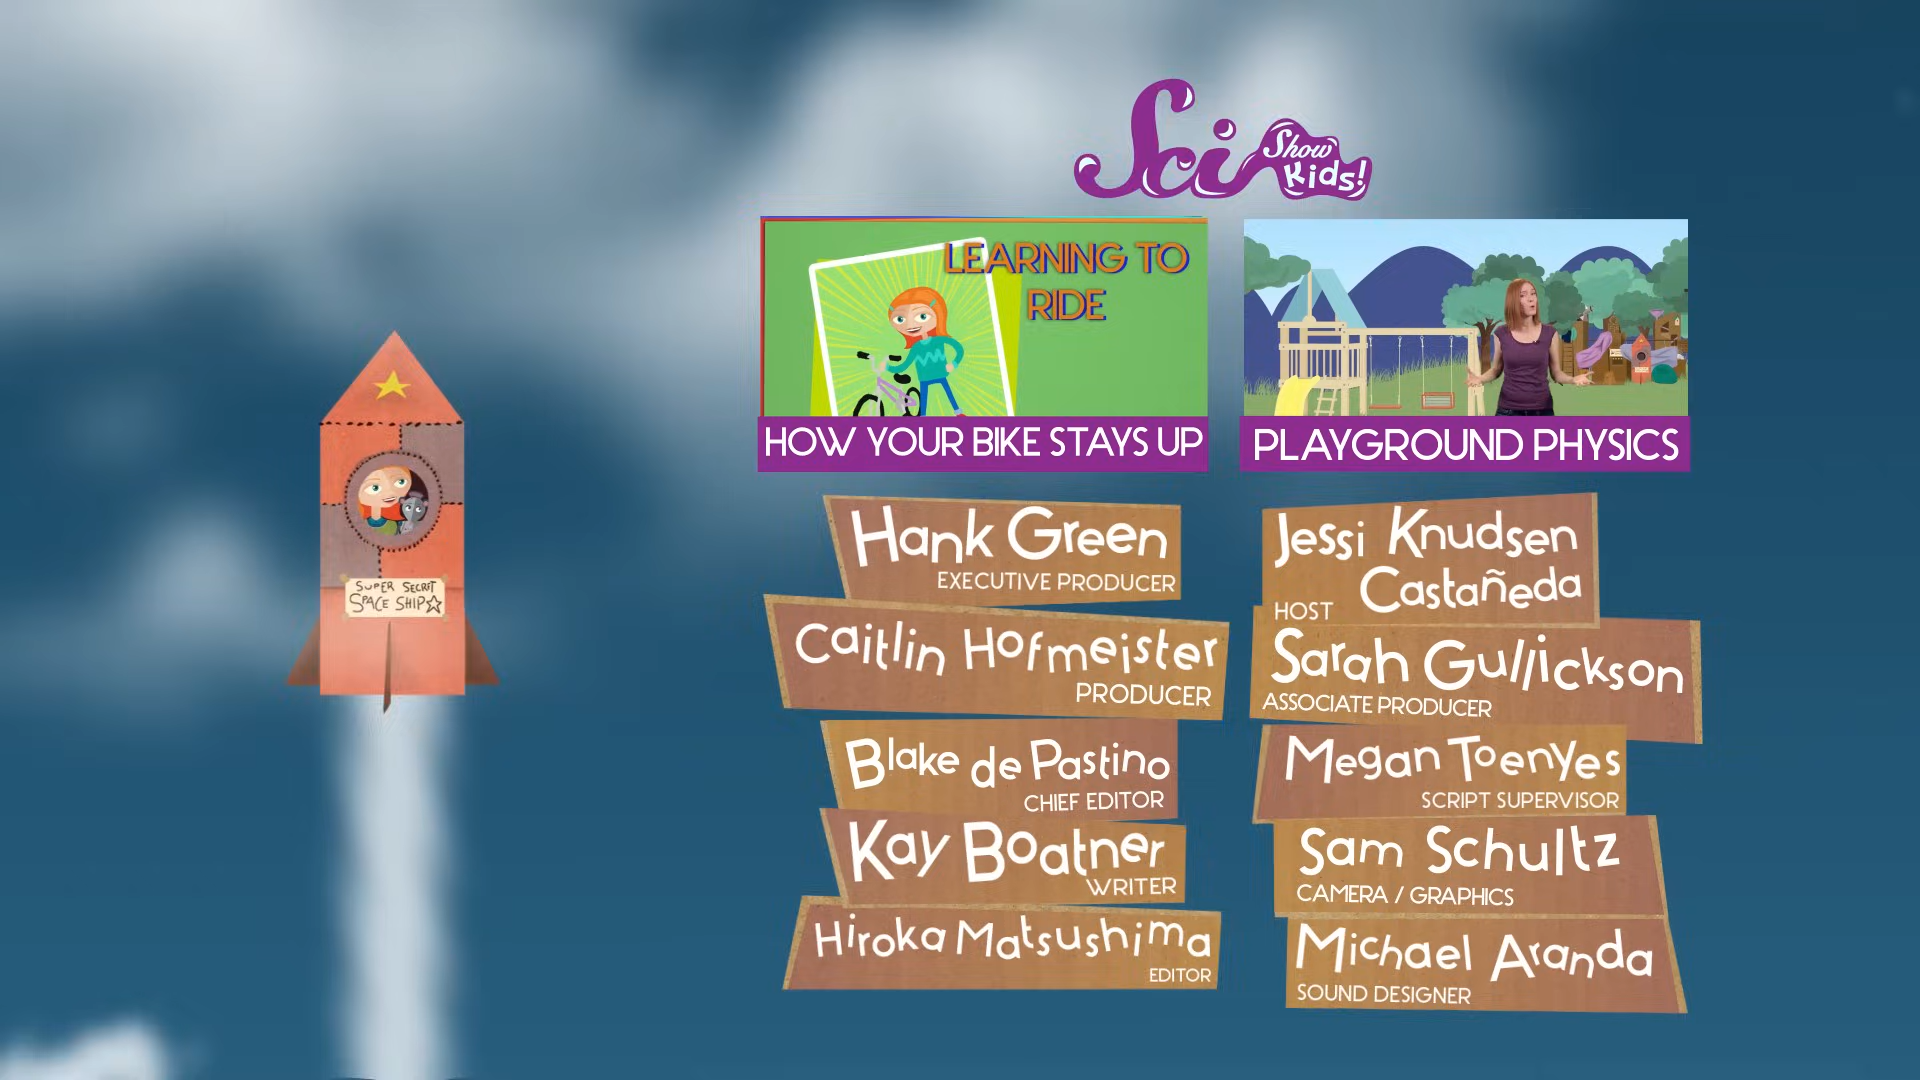 Sci Show Kids!
LEARNING TO
RIDE
HOW YOUR BIKE STAYS UP
PLAYGROUND PHYSICS
SUPER SECRET
SPACE SHIP
Hank Green
EXECUTIVE PRODUCER
Caitlin Hofmeister
PRODUCER
Blake de Pastino
CHIEF EDITOR
Kay Boatner
WRITER
Hiroka Matsushima
EDITOR
Jessi Knudsen
Castañeda
HOST
Sarah Gullickson
ASSOCIATE PRODUCER
Megan Toenyes
SCRIPT SUPERVISOR
Sam Schultz
CAMERA / GRAPHICS
Michael Aranda
SOUND DESIGNER